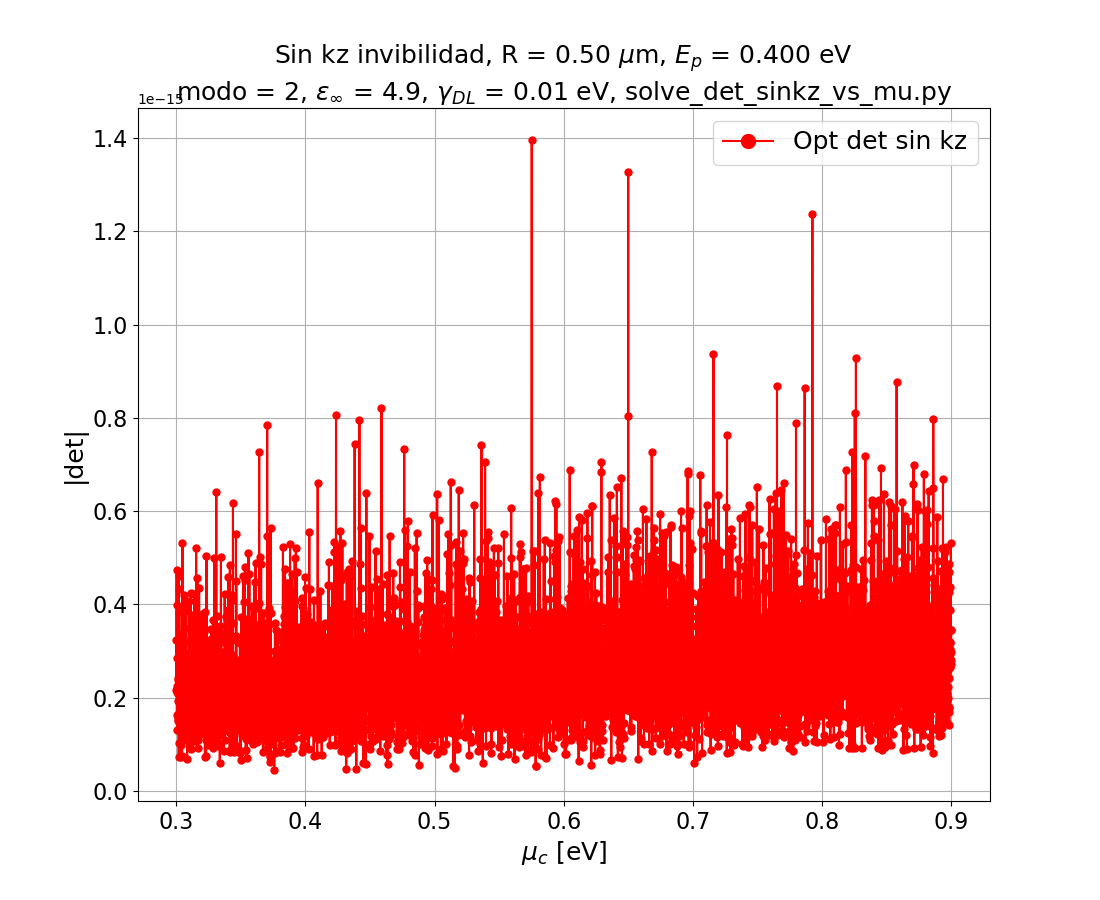 Sin kz invibilidad, R = 0.50 μm, E_p = 0.400 eV
modo = 2, ε_∞ = 4.9, γ_DL = 0.01 eV, solve_det_sinkz_vs_mu.py
1e−15
Opt det sin kz
1.4
1.2
1.0
0.8
0.6
0.4
0.2
0.0
|det|
0.3 0.4 0.5 0.6 0.7 0.8 0.9
μ_c [eV]